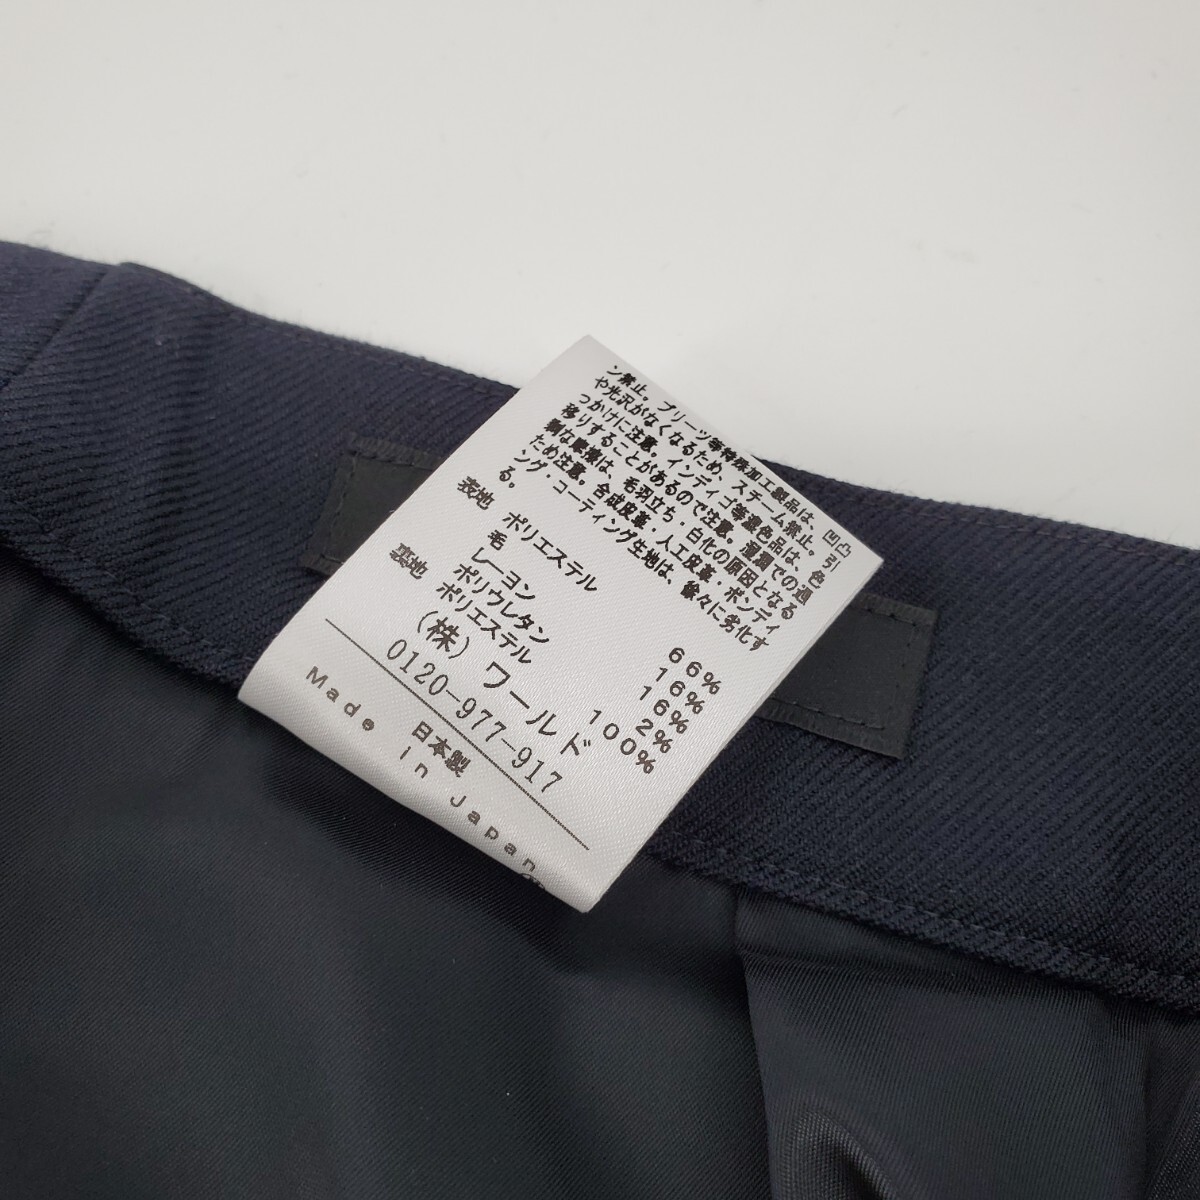 ン禁止。プリーツ等特殊加工製品は、凹凸
や光沢がなくなるため、スチーム禁止。引
つかけに注意。インディゴ等濃色品は、色
移りすることがあるので注意。湿潤での過
剰な摩擦は、毛羽立ち・白化の原因となる
ため注意。合成皮革・人工皮革・ボンディ
ング・コーティング生地は、徐々に劣化す
る。
表地 ポリエステル 66%
毛 16%
レーヨン 16%
ポリウレタン 2%
裏地 ポリエステル 100%
(株)ワールド
0120-977-917
日本製
Made in Japan